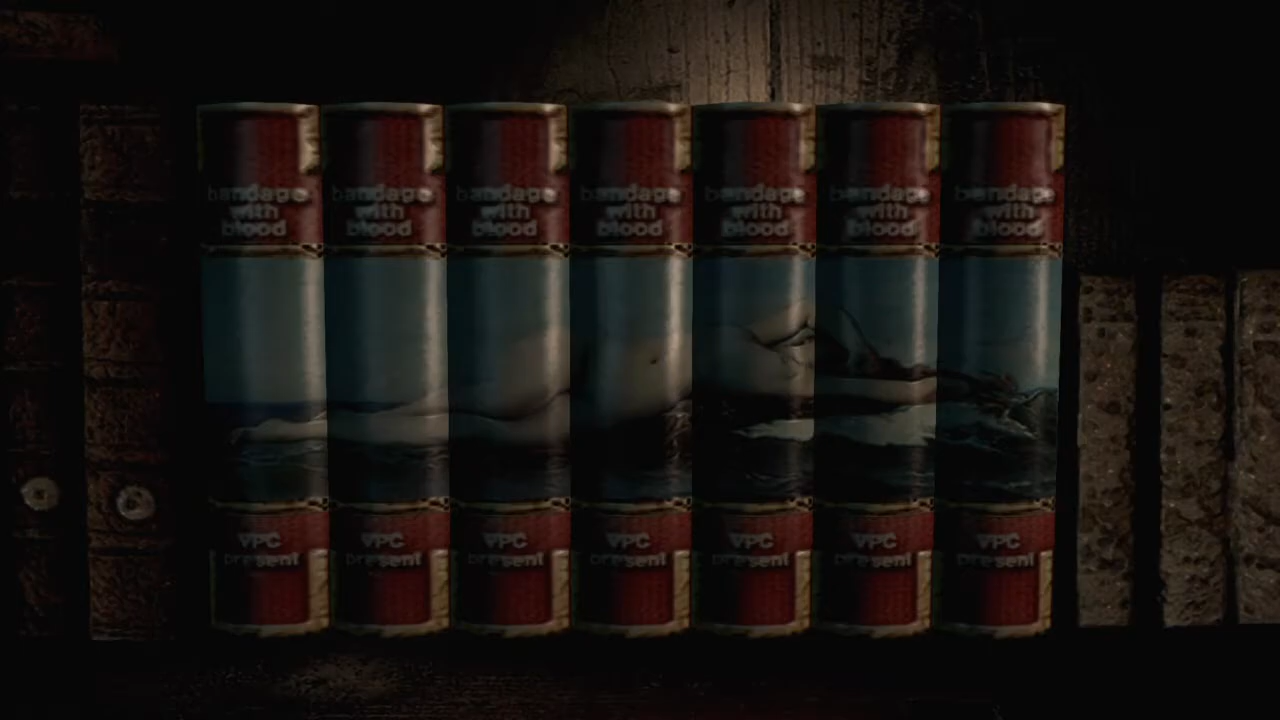 bandage bandage bandage bandage bandage bandage bandage
with with with with with with with
blood blood blood blood blood blood blood
VPC VPC VPC VPC VPC VPC VPC
present present present present present present present